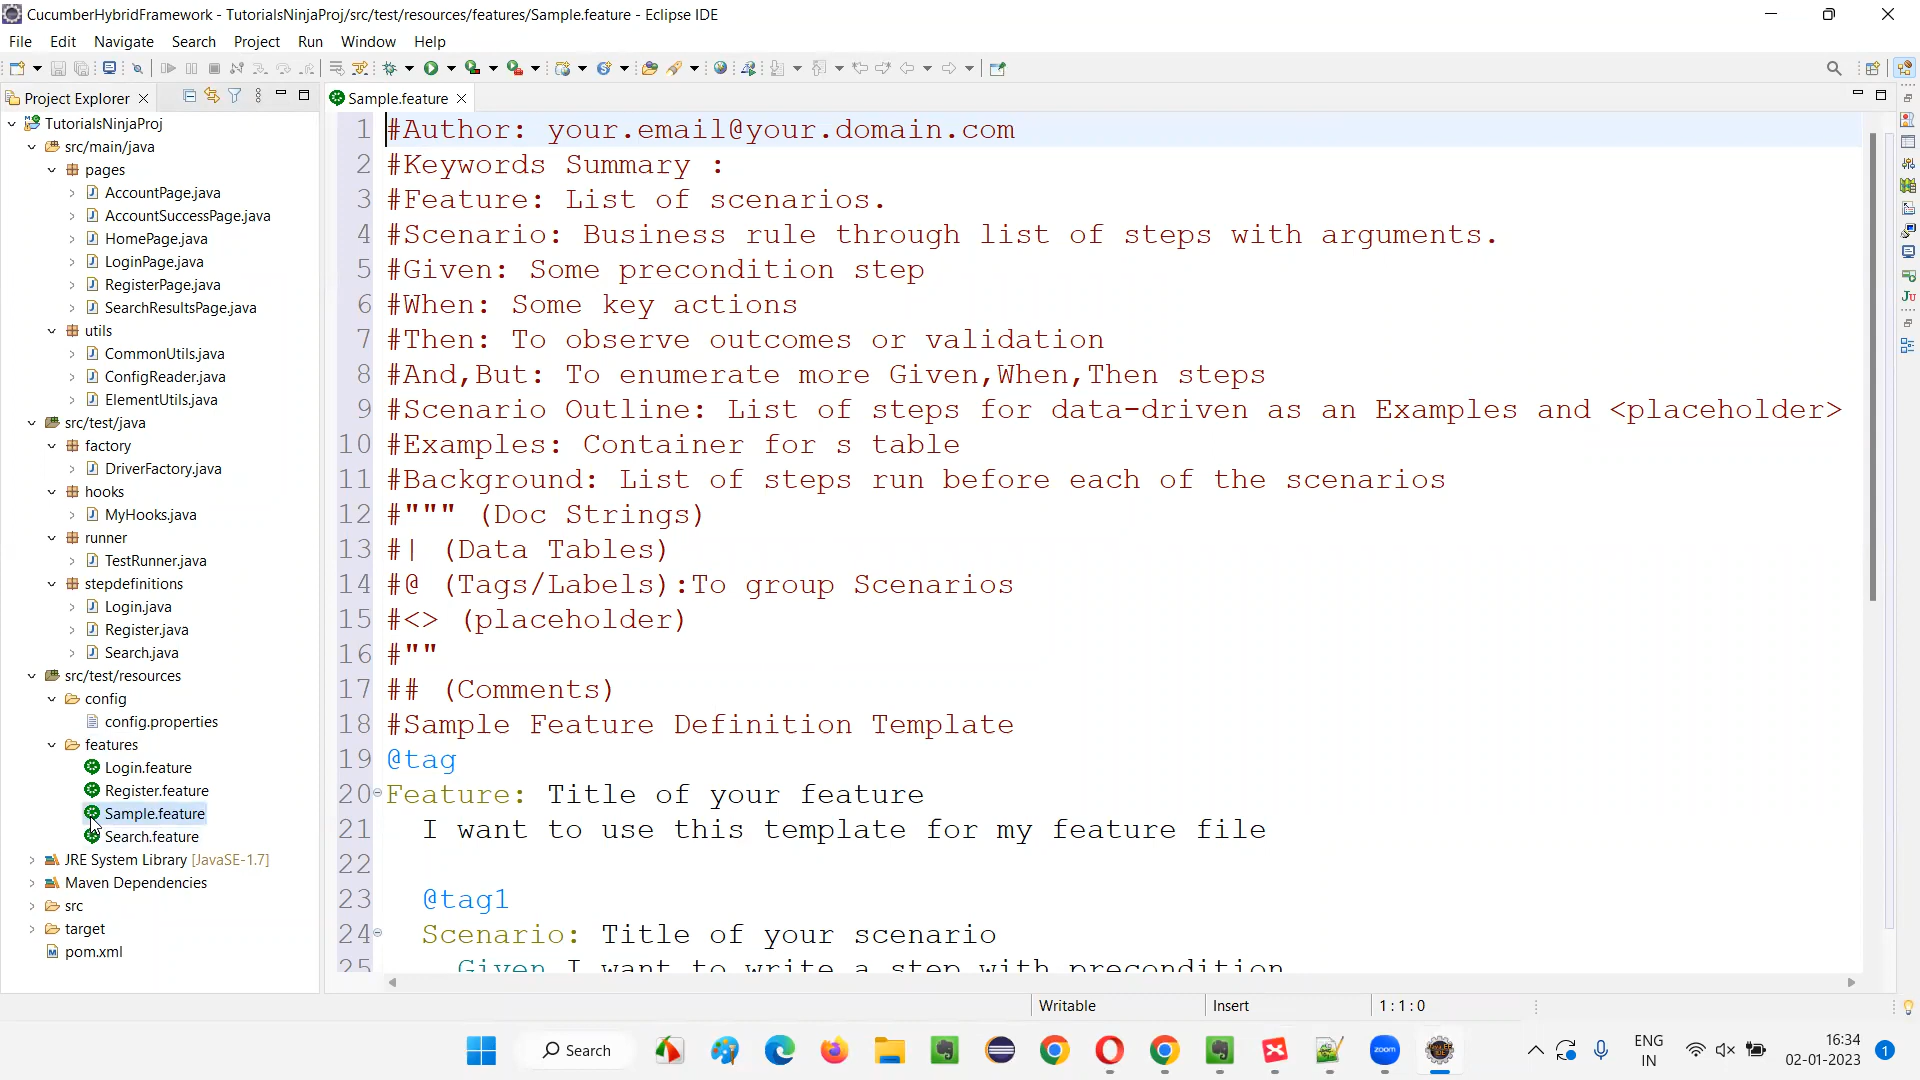 CucumberHybridFramework - TutorialsNinjaProj/src/test/resources/features/Sample.feature - Eclipse IDE
File Edit Navigate Search Project Run Window Help
Project Explorer
TutorialsNinjaProj
src/main/java
pages
AccountPage.java
AccountSuccessPage.java
HomePage.java
LoginPage.java
RegisterPage.java
SearchResultsPage.java
utils
CommonUtils.java
ConfigReader.java
ElementUtils.java
src/test/java
factory
DriverFactory.java
hooks
MyHooks.java
runner
TestRunner.java
stepdefinitions
Login.java
Register.java
Search.java
src/test/resources
config
config.properties
features
Login.feature
Register.feature
Sample.feature
Search.feature
JRE System Library [JavaSE-1.7]
Maven Dependencies
src
target
pom.xml
Sample.feature
1 #Author: your.email@your.domain.com
2 #Keywords Summary :
3 #Feature: List of scenarios.
4 #Scenario: Business rule through list of steps with arguments.
5 #Given: Some precondition step
6 #When: Some key actions
7 #Then: To observe outcomes or validation
8 #And,But: To enumerate more Given,When,Then steps
9 #Scenario Outline: List of steps for data-driven as an Examples and <placeholder>
10 #Examples: Container for s table
11 #Background: List of steps run before each of the scenarios
12 #""" (Doc Strings)
13 #| (Data Tables)
14 #@ (Tags/Labels):To group Scenarios
15 #<> (placeholder)
16 #""
17 ## (Comments)
18 #Sample Feature Definition Template
19 @tag
20 Feature: Title of your feature
21 I want to use this template for my feature file
22
23 @tag1
24 Scenario: Title of your scenario
25 Given I want to write a step with precondition
Writable Insert 1 : 1 : 0
Search
zoom
ENG
IN
16:34
02-01-2023
1